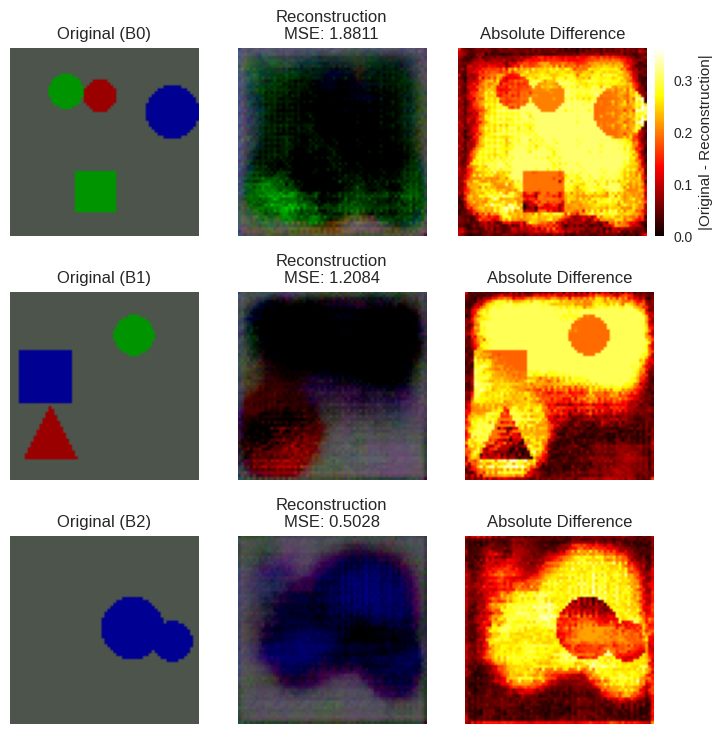 Original (B0)
Reconstruction
MSE: 1.8811
Absolute Difference
0.3
0.2
0.1
0.0
|Original - Reconstruction|
Original (B1)
Reconstruction
MSE: 1.2084
Absolute Difference
Original (B2)
Reconstruction
MSE: 0.5028
Absolute Difference